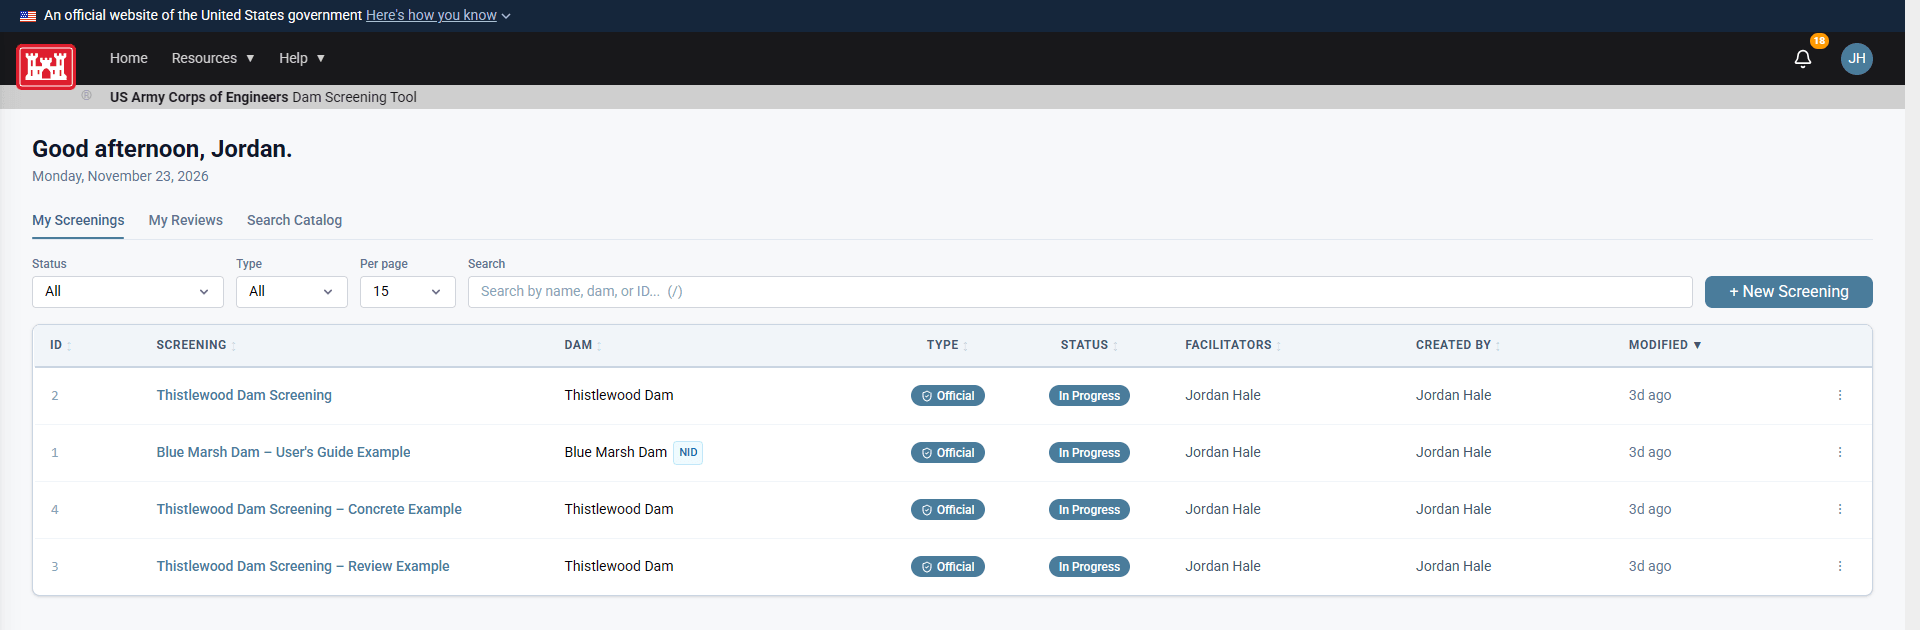 An official website of the United States government Here's how you know
Home Resources ▼ Help ▼ 18 JH
® US Army Corps of Engineers Dam Screening Tool
Good afternoon, Jordan.
Monday, November 23, 2026
My Screenings My Reviews Search Catalog
Status Type Per page Search
All All 15 Search by name, dam, or ID... (/) + New Screening
ID SCREENING DAM TYPE STATUS FACILITATORS CREATED BY MODIFIED ▼
2 Thistlewood Dam Screening Thistlewood Dam Official In Progress Jordan Hale Jordan Hale 3d ago
1 Blue Marsh Dam – User's Guide Example Blue Marsh Dam NID Official In Progress Jordan Hale Jordan Hale 3d ago
4 Thistlewood Dam Screening – Concrete Example Thistlewood Dam Official In Progress Jordan Hale Jordan Hale 3d ago
3 Thistlewood Dam Screening – Review Example Thistlewood Dam Official In Progress Jordan Hale Jordan Hale 3d ago